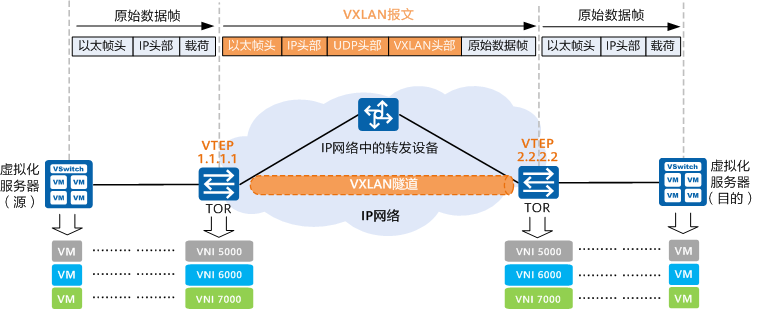 原始数据帧
VXLAN报文
原始数据帧
以太帧头 IP头部 载荷
以太帧头 IP头部 UDP头部 VXLAN头部 原始数据帧
以太帧头 IP头部 载荷
IP网络中的转发设备
VTEP
1.1.1.1
VTEP
2.2.2.2
虚拟化
服务器
（源）
VSwitch
VM VM
VM VM
TOR
VXLAN隧道
IP网络
TOR
VSwitch
VM VM
VM VM
虚拟化
服务器
（目的）
VM ········ ········ VNI 5000
VM ········ ········ VNI 6000
VM ········ ········ VNI 7000
VNI 5000 ········ ········ VM
VNI 6000 ········ ········ VM
VNI 7000 ········ ········ VM